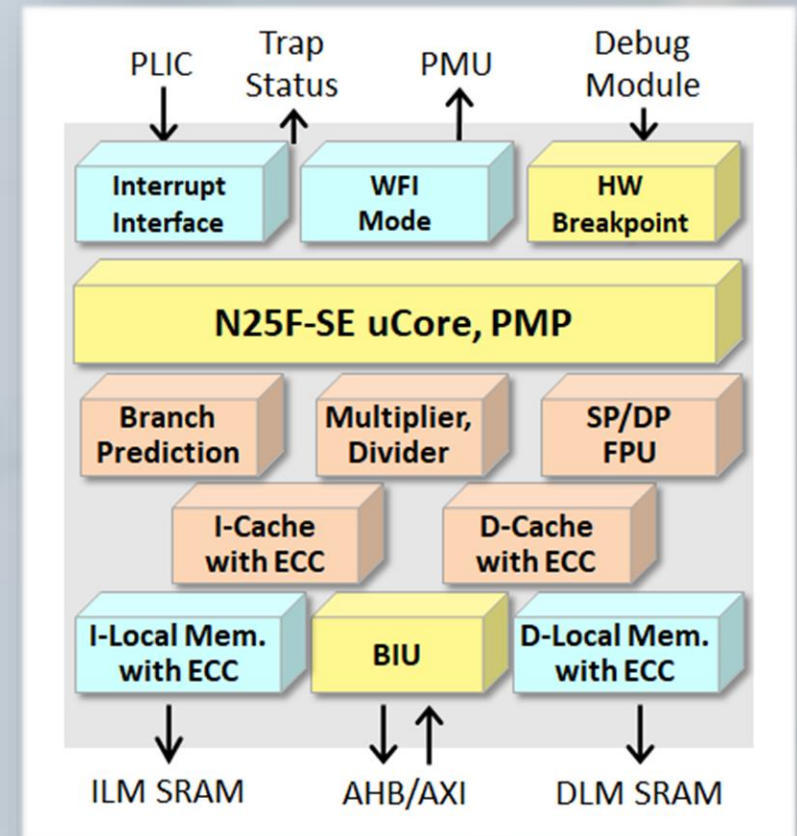 PLIC
Trap
Status
PMU
Debug
Module
Interrupt
Interface
WFI
Mode
HW
Breakpoint
N25F-SE uCore, PMP
Branch
Prediction
Multiplier,
Divider
SP/DP
FPU
I-Cache
with ECC
D-Cache
with ECC
I-Local Mem.
with ECC
BIU
D-Local Mem.
with ECC
ILM SRAM
AHB/AXI
DLM SRAM